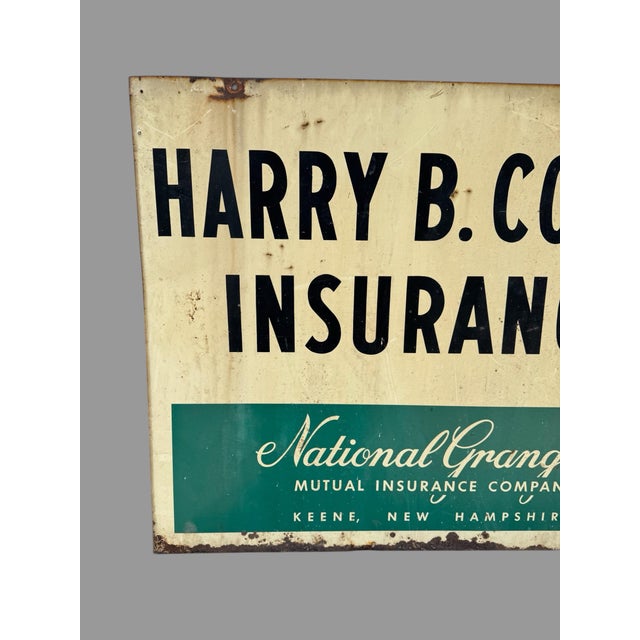 HARRY B. CO
INSURANC
National Grang
MUTUAL INSURANCE COMPAN
KEENE, NEW HAMPSHIR